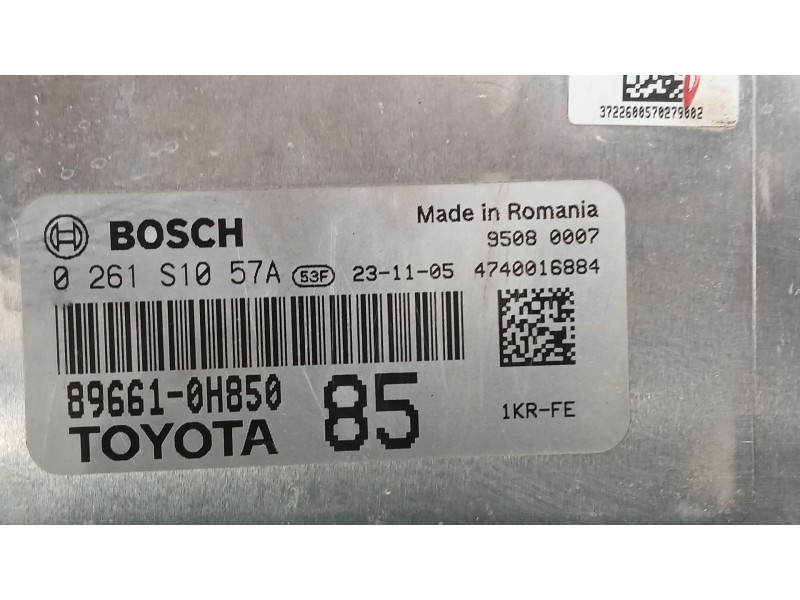 3722600570279002
BOSCH
Made in Romania
9508 0007
0 261 S10 57A 53F 23-11-05 4740016884
89661-0H850
TOYOTA
85
1KR-FE